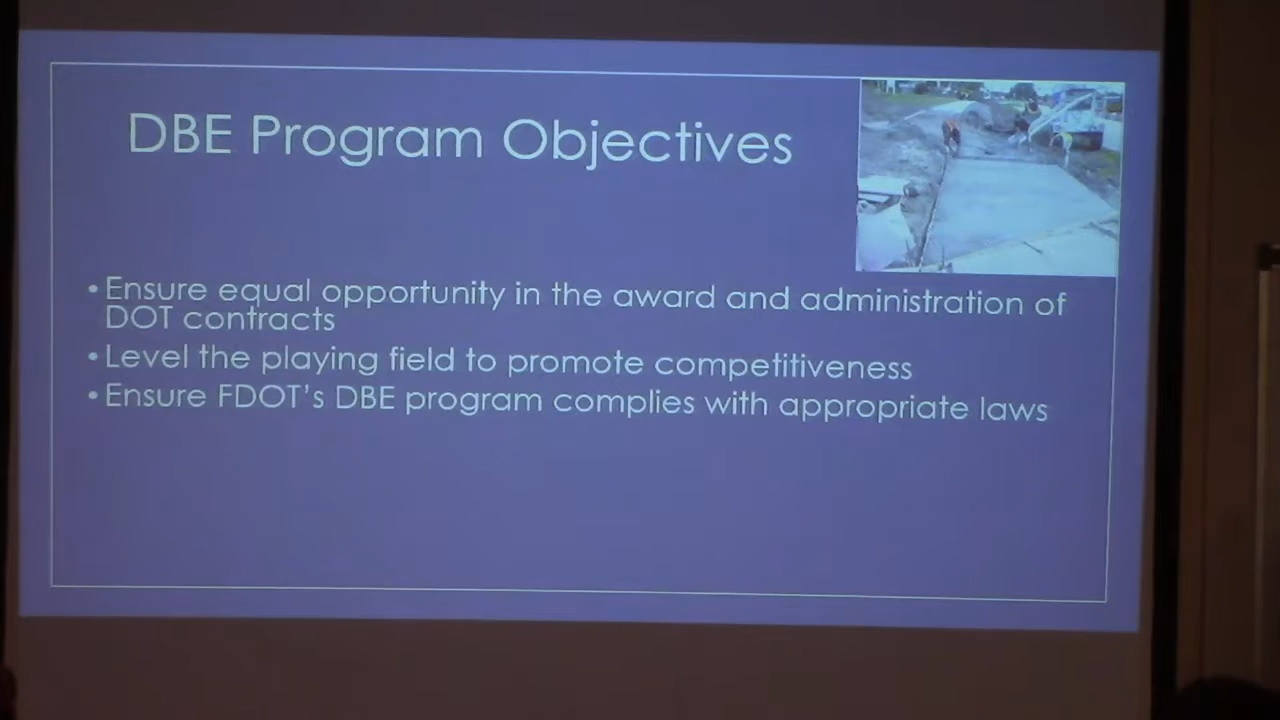 DBE Program Objectives
• Ensure equal opportunity in the award and administration of
DOT contracts
• Level the playing field to promote competitiveness
• Ensure FDOT's DBE program complies with appropriate laws